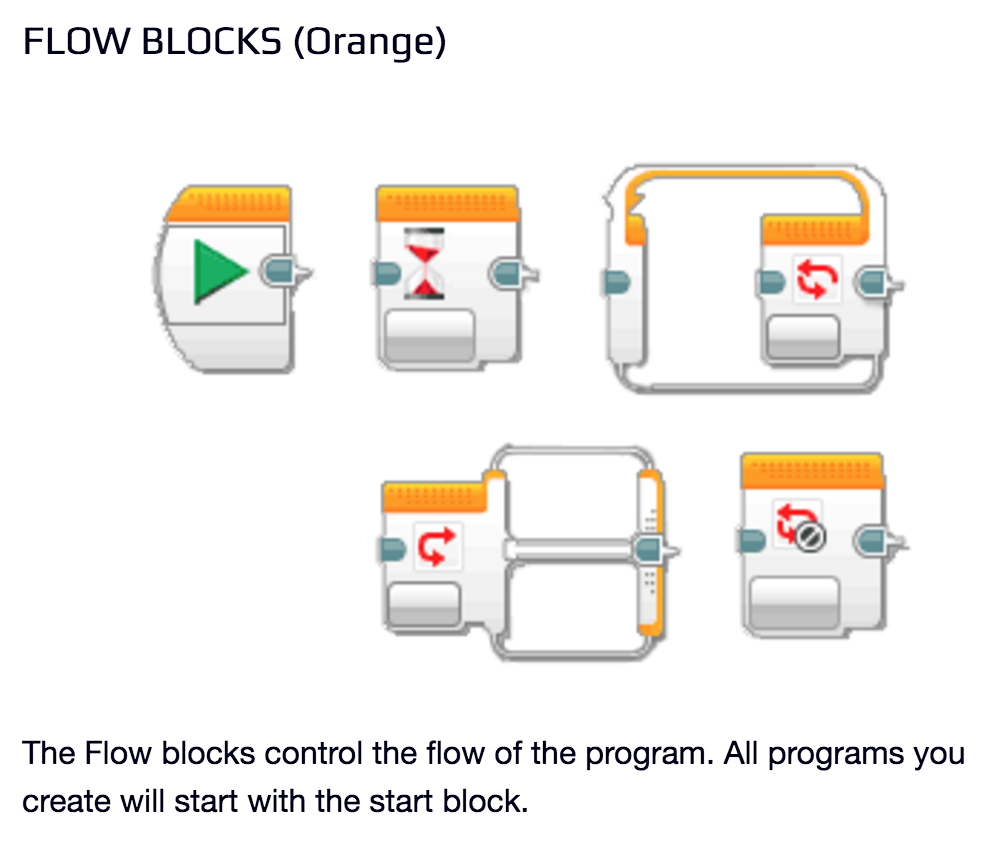 FLOW BLOCKS (Orange)
The Flow blocks control the flow of the program. All programs you
create will start with the start block.